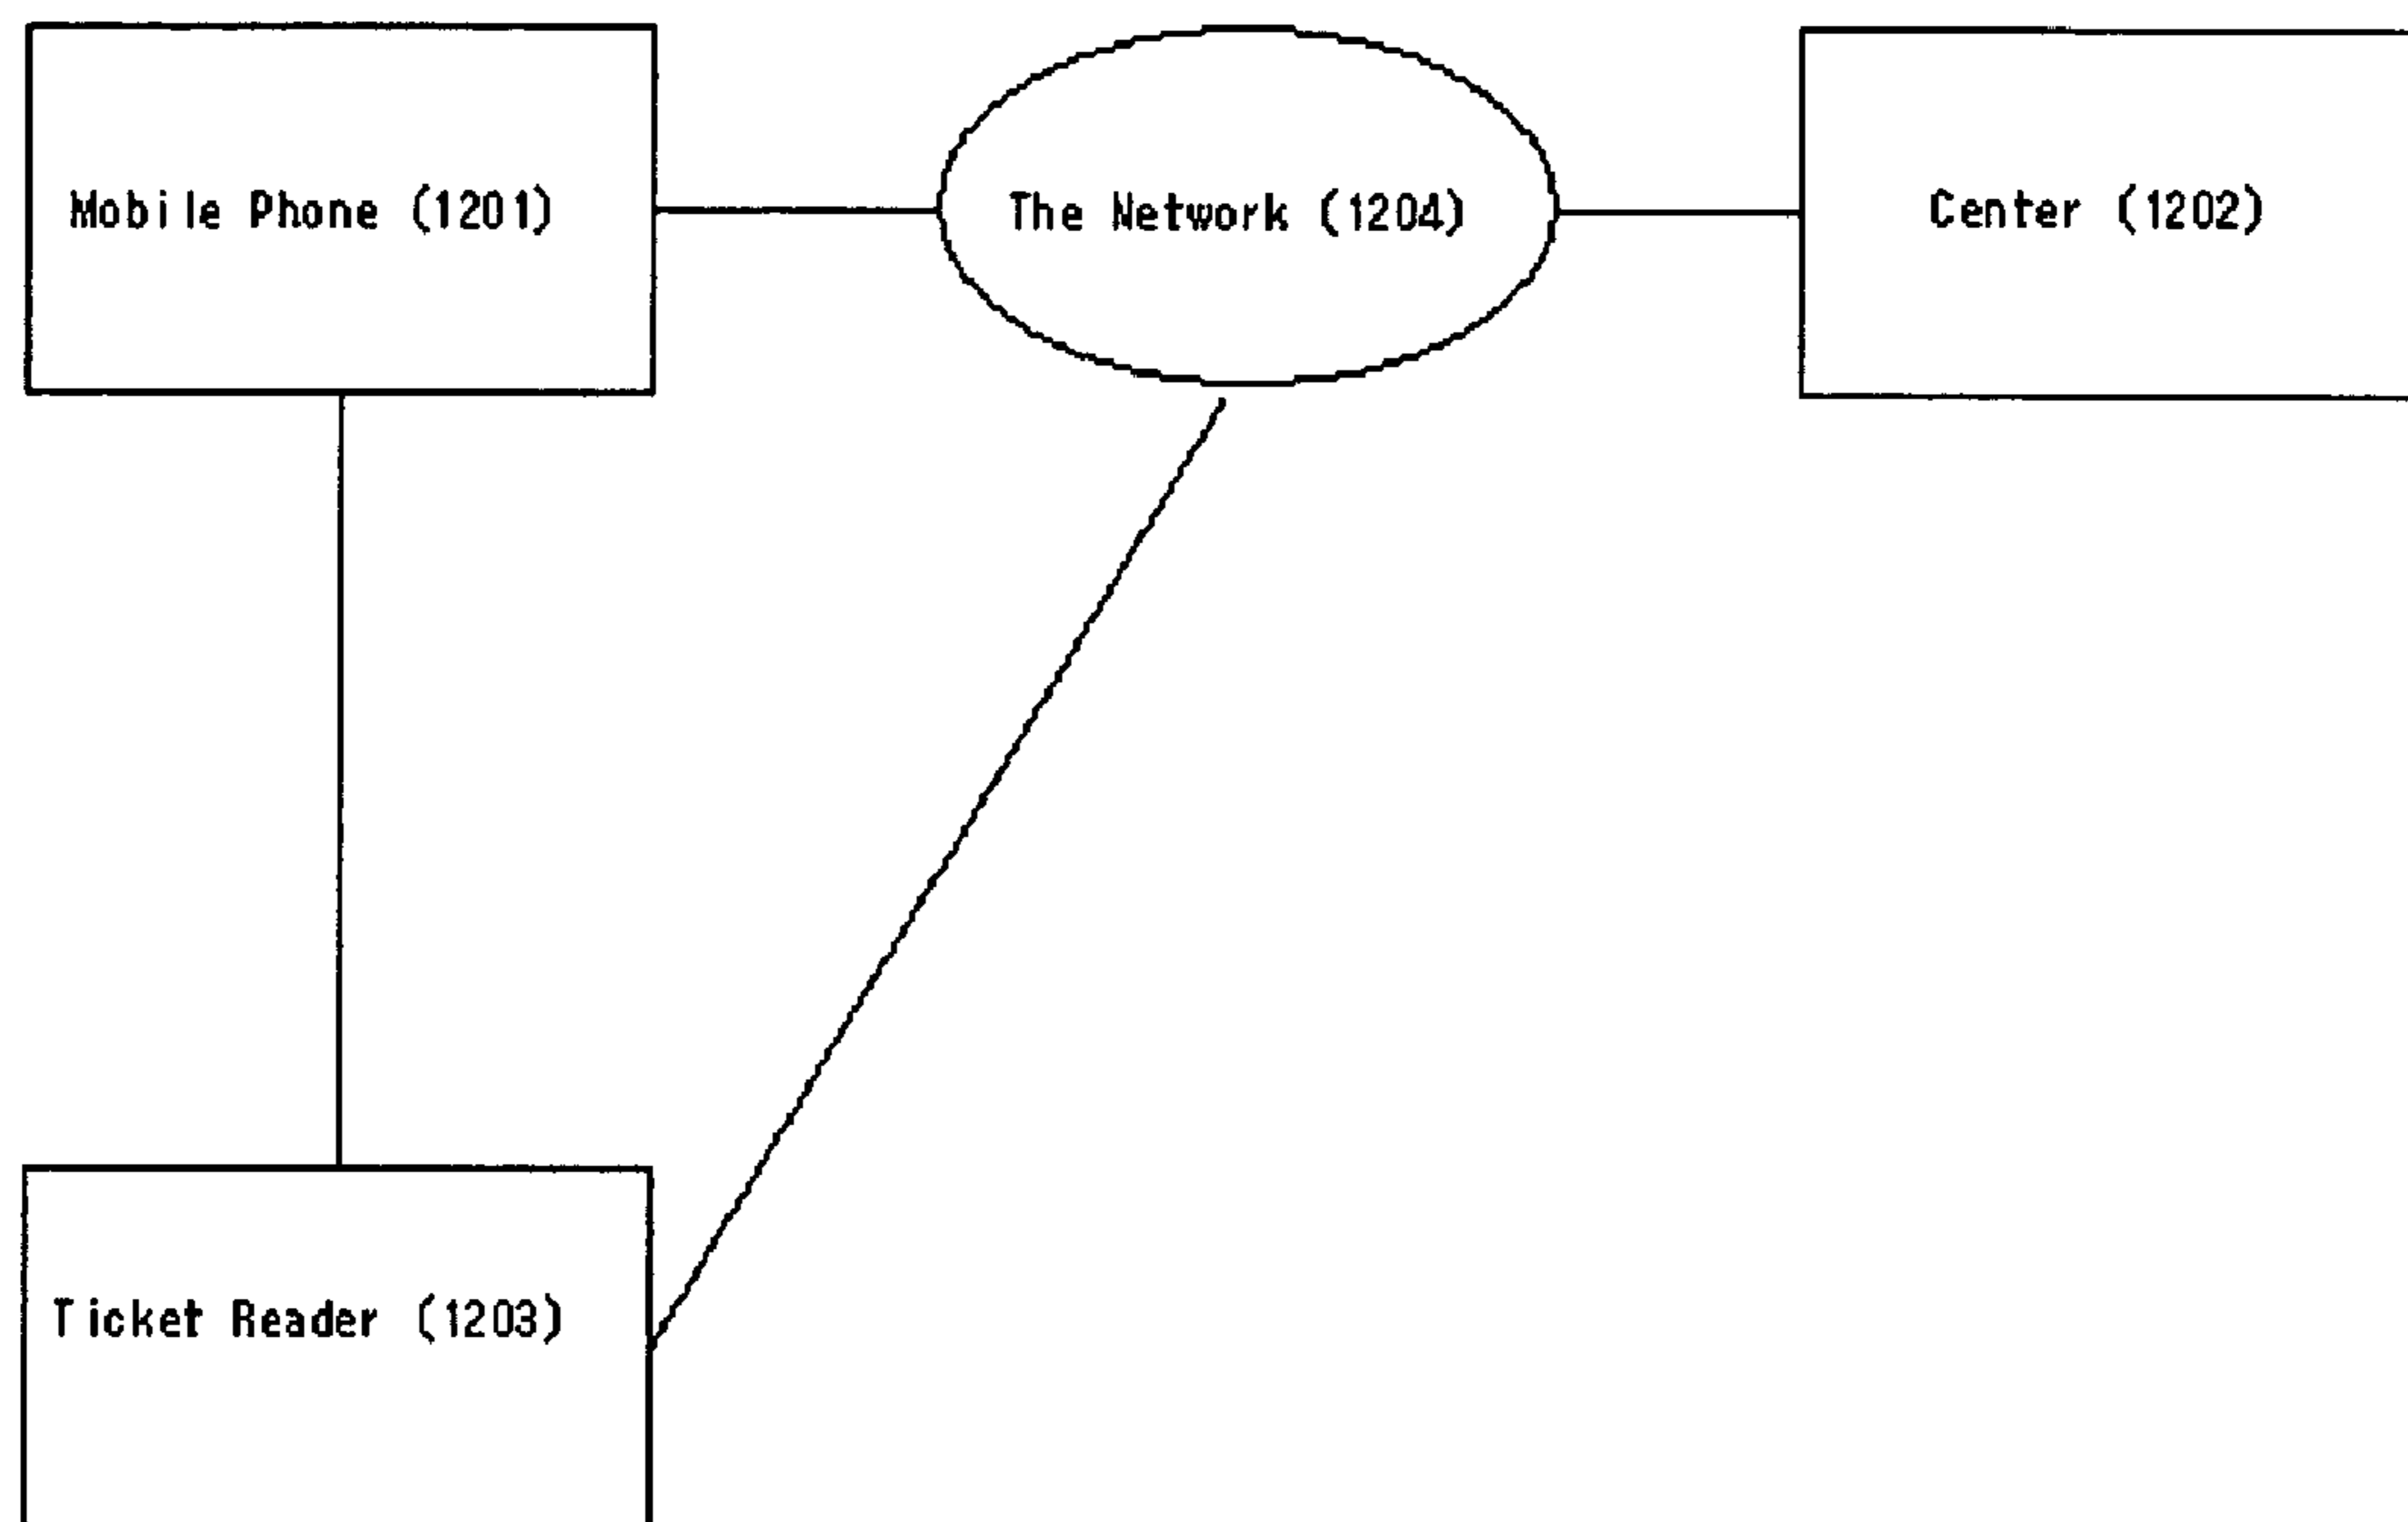 Mobile Phone (1201)
The Network (1204)
Center (1202)
Ticket Reader (1203)